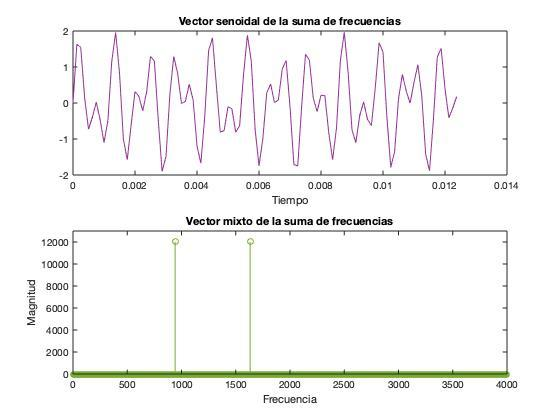 Vector senoidal de la suma de frecuencias
2
1
0
-1
-2
0 0.002 0.004 0.006 0.008 0.01 0.012 0.014
Tiempo
Vector mixto de la suma de frecuencias
12000
10000
8000
6000
4000
2000
0
Magnitud
0 500 1000 1500 2000 2500 3000 3500 4000
Frecuencia